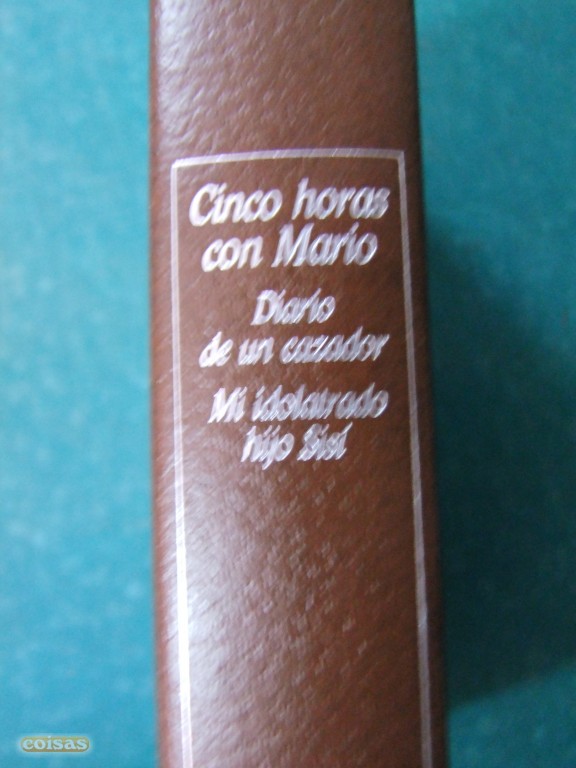 Cinco horas
con Mario
Diario
de un cazador
Mi idolatrado
hijo Sisí
coisas